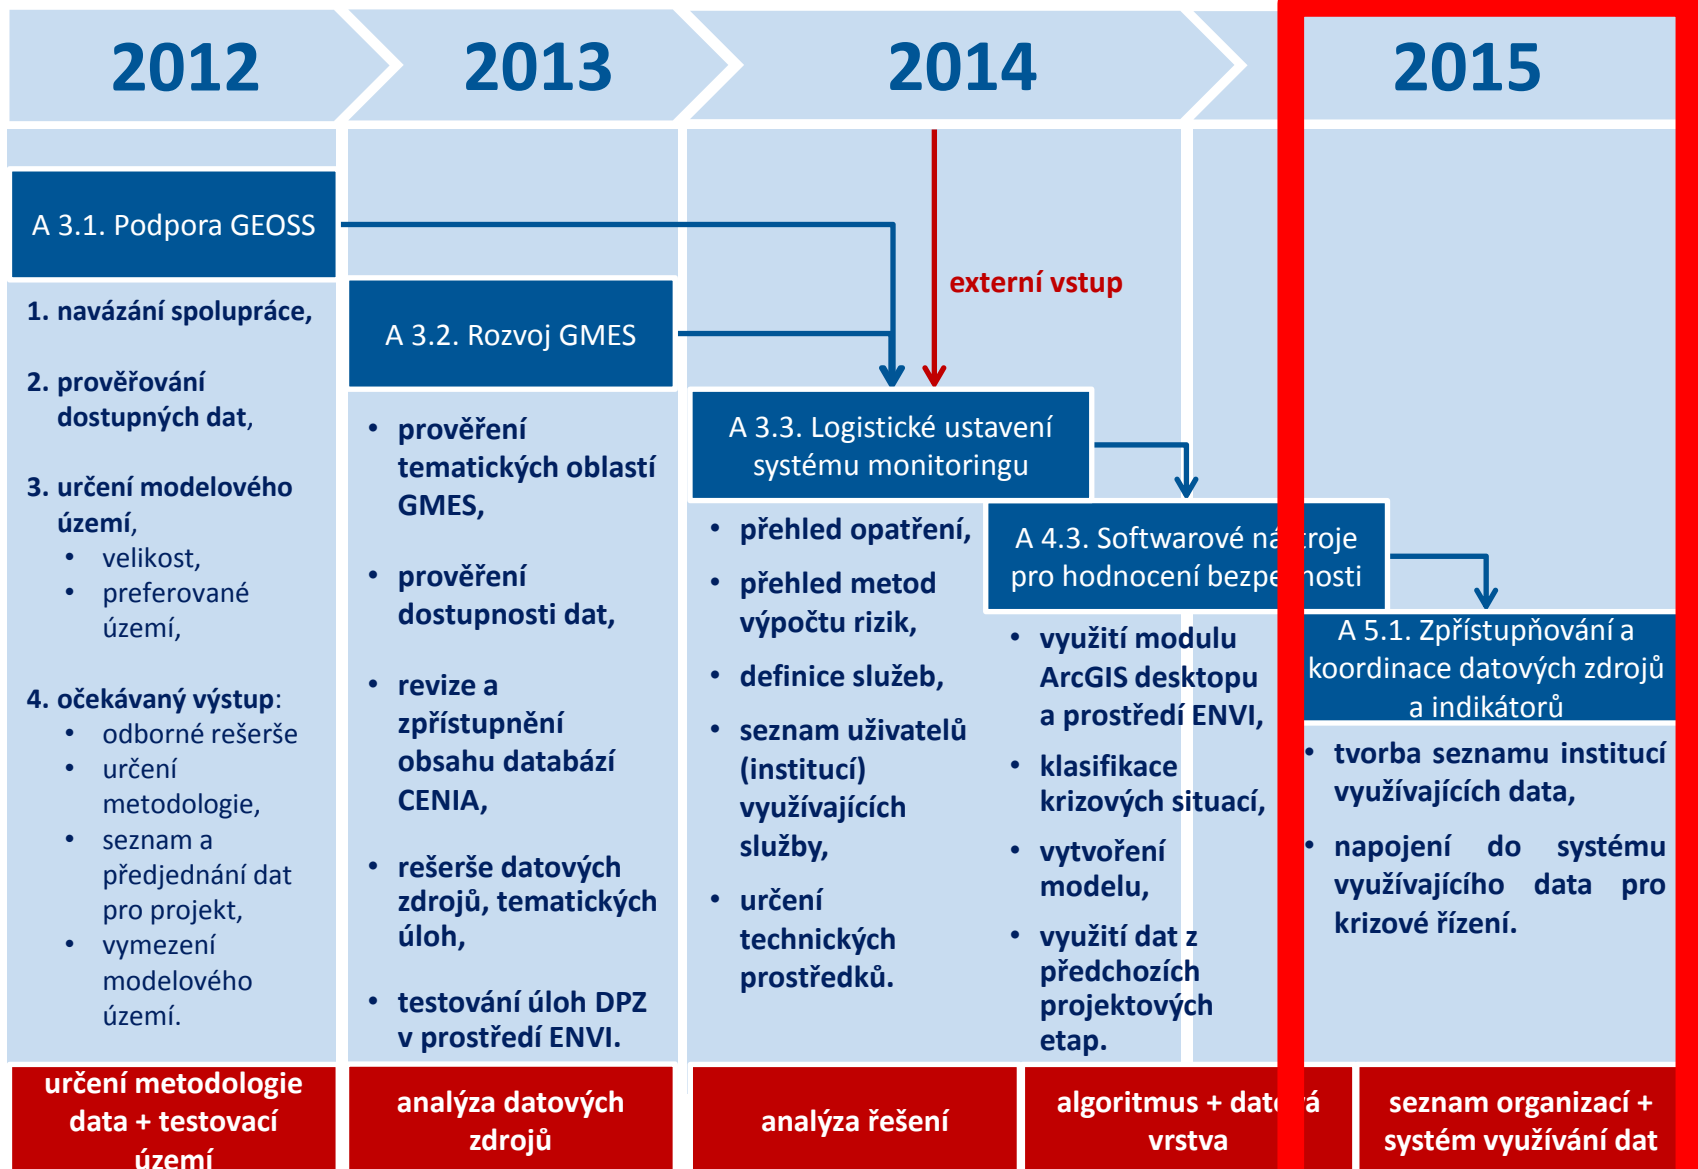 2012
2013
2014
2015
A 3.1. Podpora GEOSS
1. navázání spolupráce,
2. prověřování
dostupných dat,
3. určení modelového
území,
• velikost,
• preferované
území,
4. očekávaný výstup:
• odborné rešerše
• určení
metodologie,
• seznam a
předjednání dat
pro projekt,
• vymezení
modelového
území.
určení metodologie
data + testovací
území
A 3.2. Rozvoj GMES
• prověření
tematických oblastí
GMES,
• prověření
dostupnosti dat,
• revize a
zpřístupnění
obsahu databází
CENIA,
• rešerše datových
zdrojů, tematických
úloh,
• testování úloh DPZ
v prostředí ENVI.
analýza datových
zdrojů
externí vstup
A 3.3. Logistické ustavení
systému monitoringu
• přehled opatření,
• přehled metod
výpočtu rizik,
• definice služeb,
• seznam uživatelů
(institucí)
využívajících
služby,
• určení
technických
prostředků.
analýza řešení
A 4.3. Softwarové nástroje
pro hodnocení bezpečnosti
• využití modulu
ArcGIS desktopu
a prostředí ENVI,
• klasifikace
krizových situací,
• vytvoření
modelu,
• využití dat z
předchozích
projektových
etap.
algoritmus + datová
vrstva
A 5.1. Zpřístupňování a
koordinace datových zdrojů
a indikátorů
• tvorba seznamu institucí
využívajících data,
• napojení do systému
využívajícího data pro
krizové řízení.
seznam organizací +
systém využívání dat